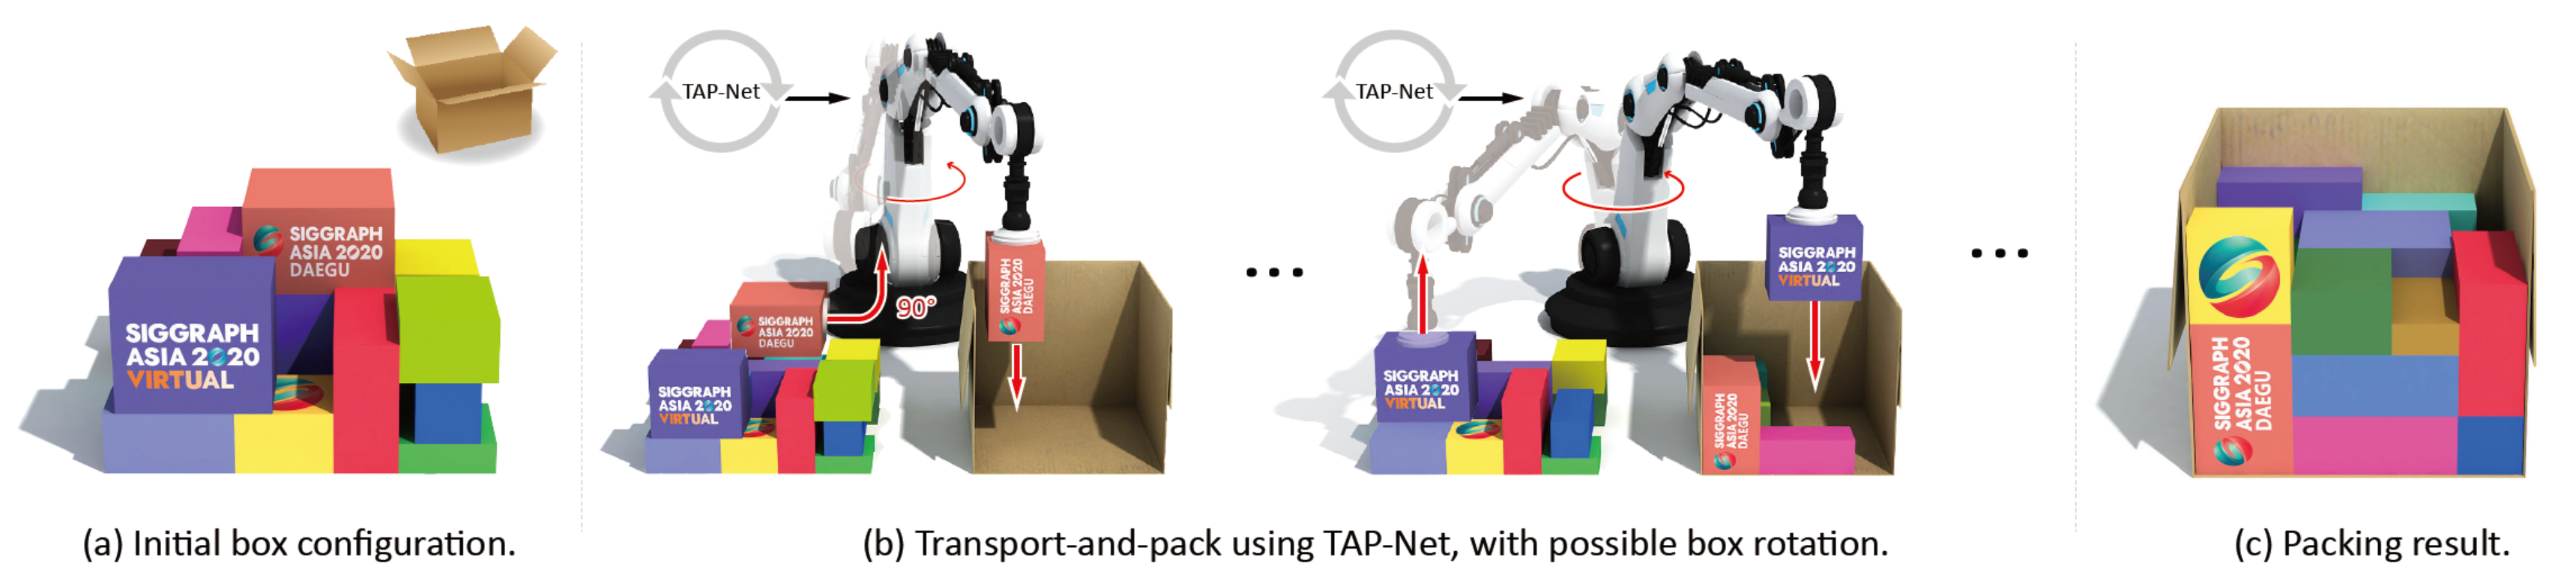 SIGGRAPH
ASIA 2020
DAEGU
SIGGRAPH
ASIA 2020
VIRTUAL
(a) Initial box configuration.
TAP-Net
SIGGRAPH
ASIA 2020
DAEGU
90°
SIGGRAPH
ASIA 2020
DAEGU
SIGGRAPH
ASIA 2020
VIRTUAL
...
TAP-Net
SIGGRAPH
ASIA 2020
VIRTUAL
SIGGRAPH
ASIA 2020
VIRTUAL
SIGGRAPH
ASIA 2020
DAEGU
...
(b) Transport-and-pack using TAP-Net, with possible box rotation.
SIGGRAPH
ASIA 2020
DAEGU
(c) Packing result.